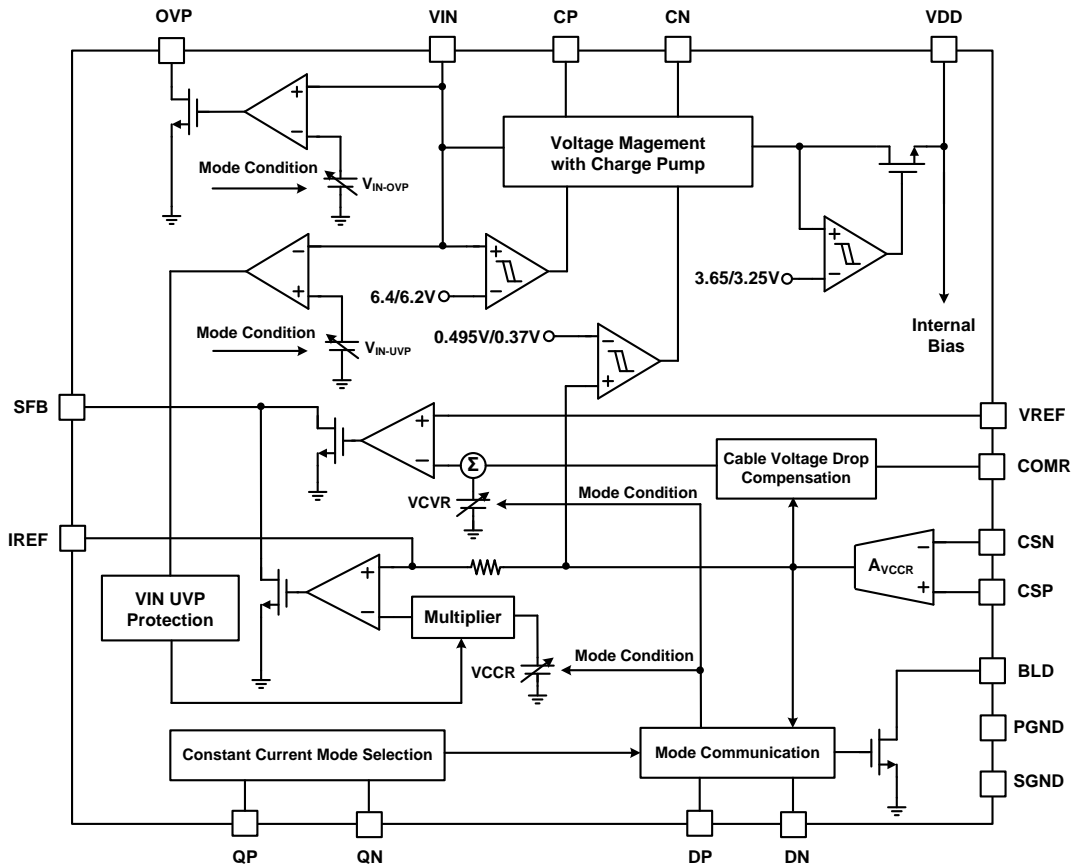 OVP
VIN
CP
CN
VDD
+
−
Mode Condition
VIN-OVP
Voltage Magement
with Charge Pump
−
+
Mode Condition
VIN-UVP
+
−
6.4/6.2V
+
−
3.65/3.25V
Internal
Bias
0.495V/0.37V
−
+
SFB
VREF
+
−
Σ
Cable Voltage Drop
Compensation
COMR
VCVR
Mode Condition
IREF
CSN
−
AVCCR
+
CSP
VIN UVP
Protection
+
−
Multiplier
VCCR
Mode Condition
BLD
PGND
Constant Current Mode Selection
Mode Communication
SGND
QP
QN
DP
DN